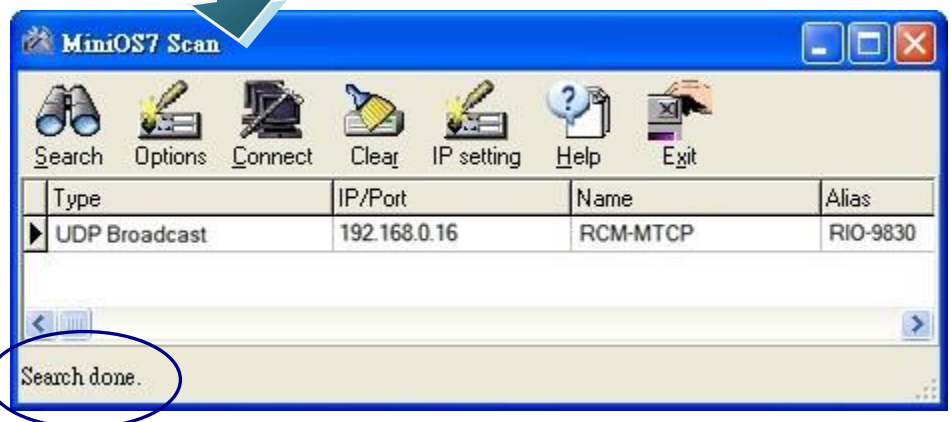 MiniOS7 Scan
Search Options Connect Clear IP setting Help Exit
Type IP/Port Name Alias
UDP Broadcast 192.168.0.16 RCM-MTCP RIO-9830
Search done.